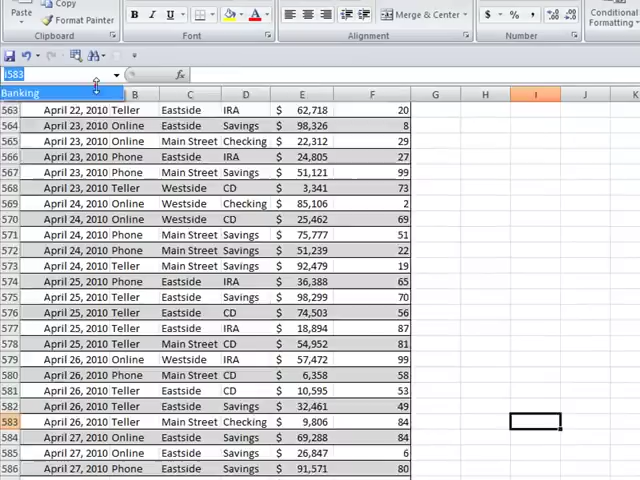 Copy
Paste Format Painter B I U A Merge & Center $ % , .0 .00 Conditional
Formatting
Clipboard Font Alignment Number
I583 fx
Banking
B C D E F G H I J K
563 April 22, 2010 Teller Eastside IRA $ 62,718 20
564 April 23, 2010 Online Eastside Savings $ 98,326 8
565 April 23, 2010 Online Main Street Checking $ 22,312 29
566 April 23, 2010 Phone Eastside IRA $ 24,805 27
567 April 23, 2010 Phone Main Street Savings $ 51,121 99
568 April 23, 2010 Teller Westside CD $ 3,341 73
569 April 24, 2010 Online Westside Checking $ 85,106 2
570 April 24, 2010 Online Westside CD $ 25,462 69
571 April 24, 2010 Phone Main Street Savings $ 75,777 51
572 April 24, 2010 Phone Main Street Savings $ 51,239 22
573 April 24, 2010 Teller Main Street Savings $ 92,479 19
574 April 25, 2010 Phone Eastside IRA $ 36,388 65
575 April 25, 2010 Phone Eastside Savings $ 98,299 70
576 April 25, 2010 Teller Eastside CD $ 74,503 56
577 April 25, 2010 Teller Eastside IRA $ 18,894 87
578 April 25, 2010 Teller Main Street CD $ 54,952 81
579 April 26, 2010 Online Westside IRA $ 57,472 99
580 April 26, 2010 Phone Main Street CD $ 6,358 58
581 April 26, 2010 Teller Eastside CD $ 10,595 53
582 April 26, 2010 Teller Eastside Savings $ 32,461 49
583 April 26, 2010 Teller Main Street Checking $ 9,806 84
584 April 27, 2010 Online Eastside Savings $ 69,288 84
585 April 27, 2010 Online Eastside Savings $ 26,847 6
586 April 27, 2010 Phone Eastside Savings $ 91,571 80